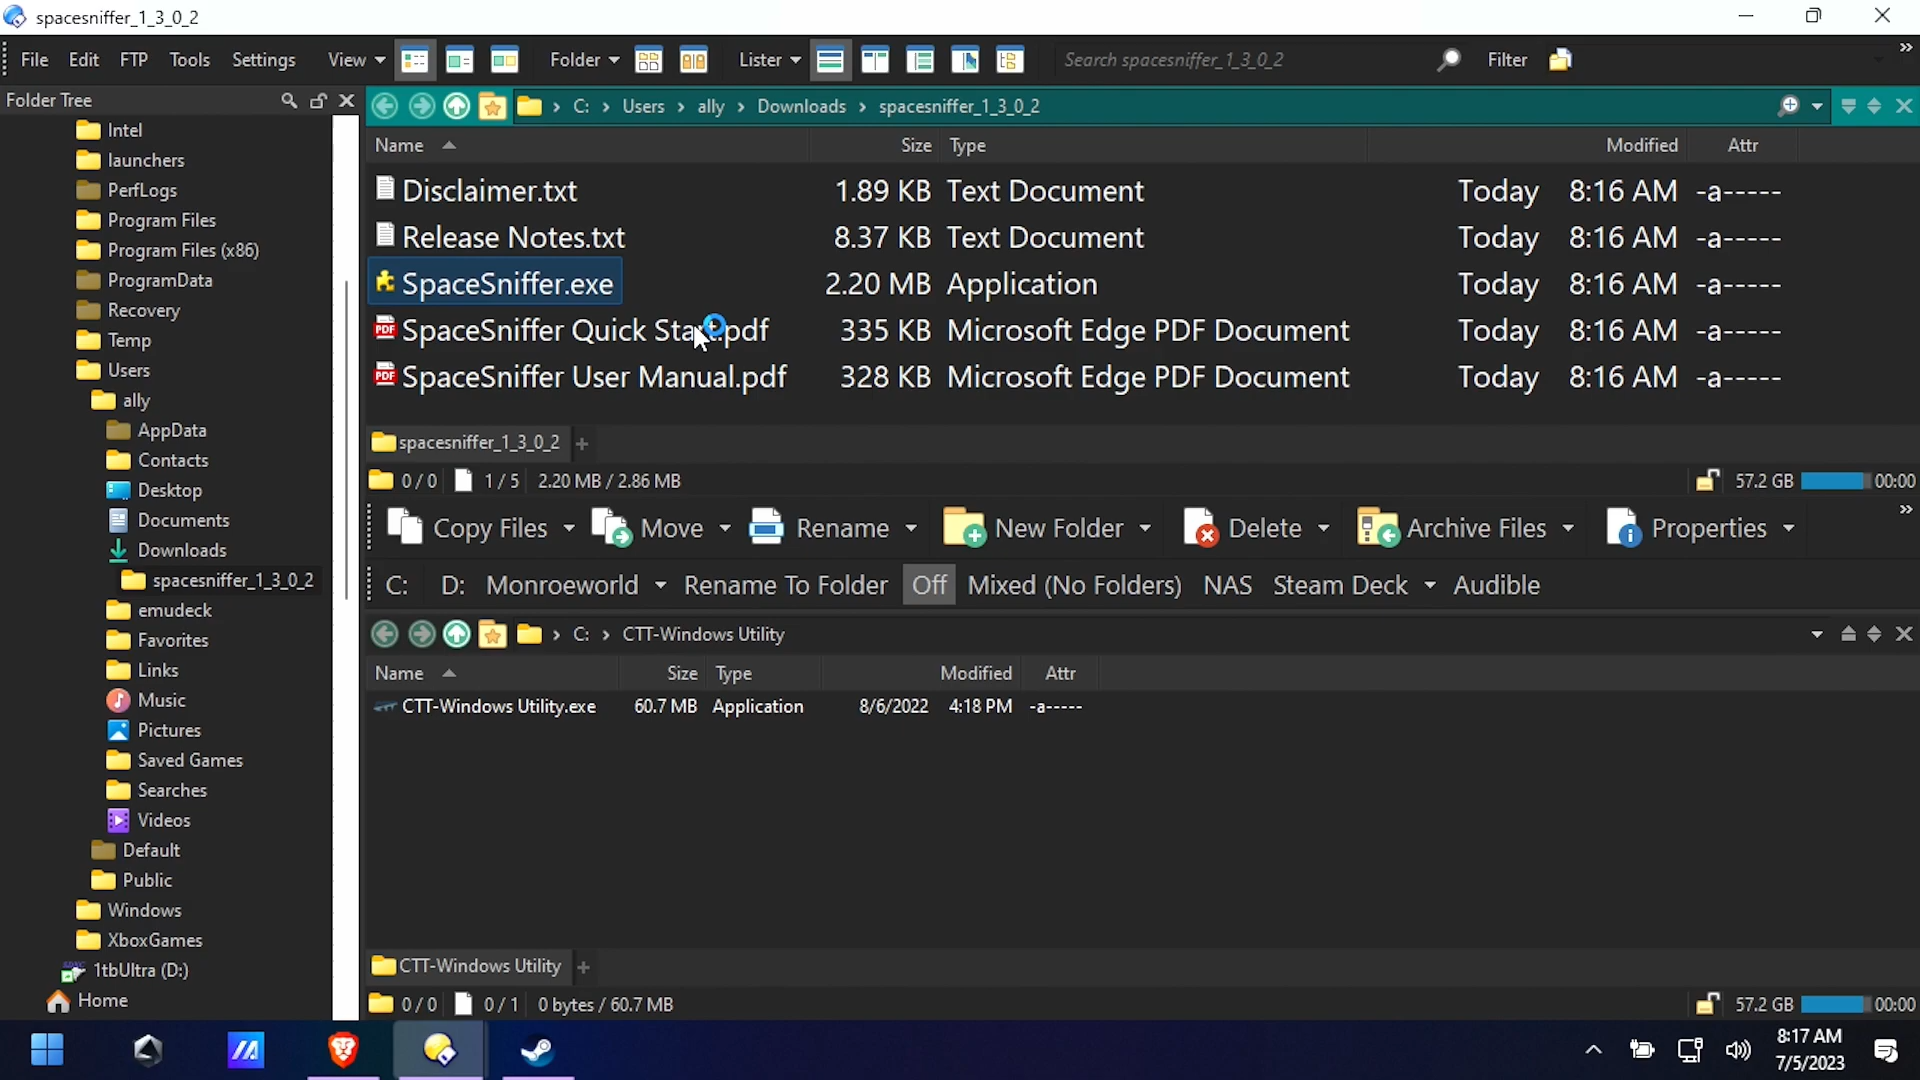 spacesniffer_1_3_0_2
File Edit FTP Tools Settings View Folder Lister Search spacesniffer_1_3_0_2 Filter
Folder Tree
C: Users ally Downloads spacesniffer_1_3_0_2
Name Size Type Modified Attr
Disclaimer.txt 1.89 KB Text Document Today 8:16 AM -a-----
Release Notes.txt 8.37 KB Text Document Today 8:16 AM -a-----
SpaceSniffer.exe 2.20 MB Application Today 8:16 AM -a-----
PDF SpaceSniffer Quick Start.pdf 335 KB Microsoft Edge PDF Document Today 8:16 AM -a-----
PDF SpaceSniffer User Manual.pdf 328 KB Microsoft Edge PDF Document Today 8:16 AM -a-----
spacesniffer_1_3_0_2 +
0 / 0 1 / 5 2.20 MB / 2.86 MB 57.2 GB 00:00
Copy Files Move Rename New Folder Delete Archive Files Properties
C: D: Monroeworld Rename To Folder Off Mixed (No Folders) NAS Steam Deck Audible
C: CTT-Windows Utility
Name Size Type Modified Attr
CTT-Windows Utility.exe 60.7 MB Application 8/6/2022 4:18 PM -a-----
CTT-Windows Utility +
0 / 0 0 / 1 0 bytes / 60.7 MB 57.2 GB 00:00
Intel
launchers
PerfLogs
Program Files
Program Files (x86)
ProgramData
Recovery
Temp
Users
ally
AppData
Contacts
Desktop
Documents
Downloads
spacesniffer_1_3_0_2
emudeck
Favorites
Links
Music
Pictures
Saved Games
Searches
Videos
Default
Public
Windows
XboxGames
1tbUltra (D:)
Home
8:17 AM
7/5/2023